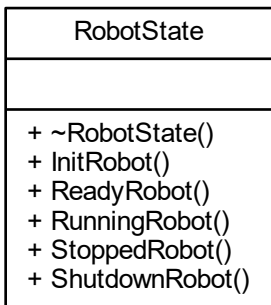 RobotState
+ ~RobotState()
+ InitRobot()
+ ReadyRobot()
+ RunningRobot()
+ StoppedRobot()
+ ShutdownRobot()